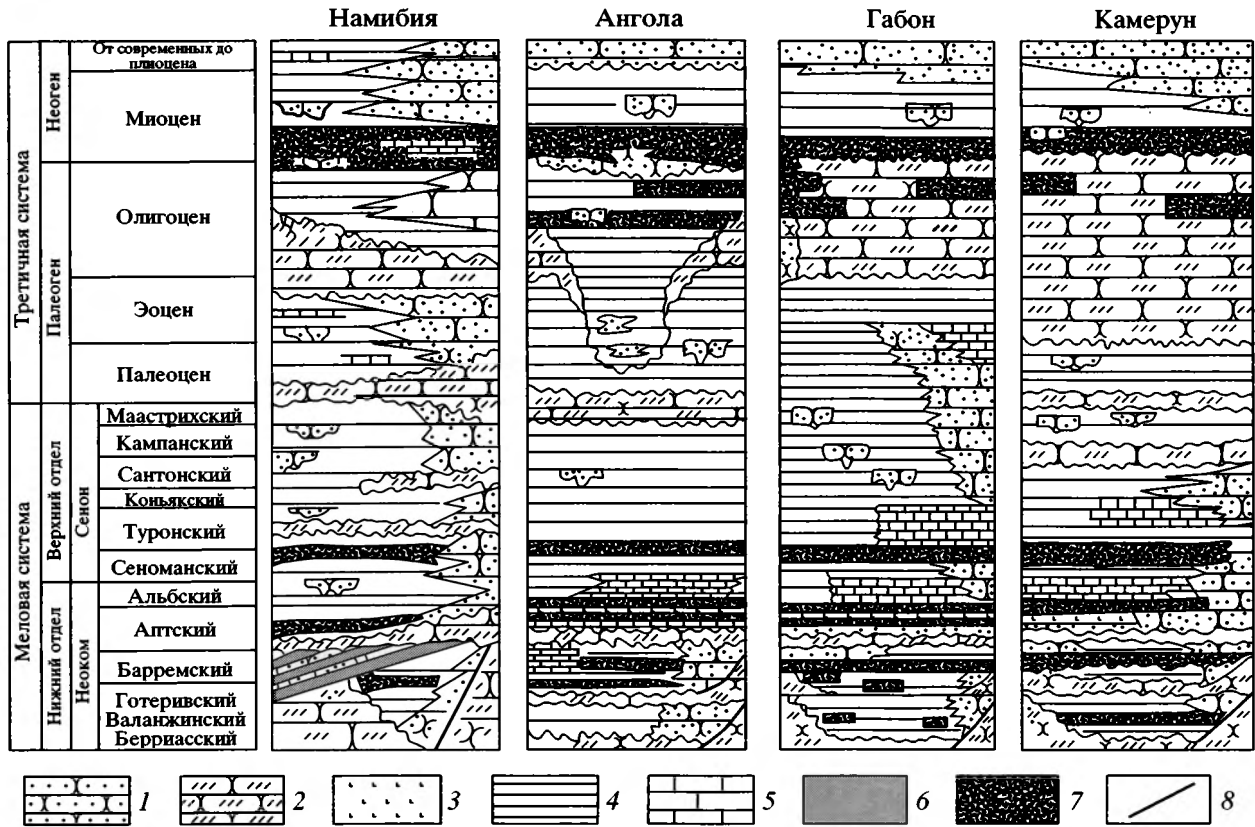 Намибия
Ангола
Габон
Камерун
Третичная система
Неоген
Палеоген
От современных до
плиоцена
Миоцен
Олигоцен
Эоцен
Палеоцен
Меловая система
Верхний отдел
Нижний отдел
Сенон
Неоком
Маастрихский
Кампанский
Сантонский
Коньякский
Туронский
Сеноманский
Альбский
Аптский
Барремский
Готеривский
Валанжинский
Берриасский
1
2
3
4
5
6
7
8